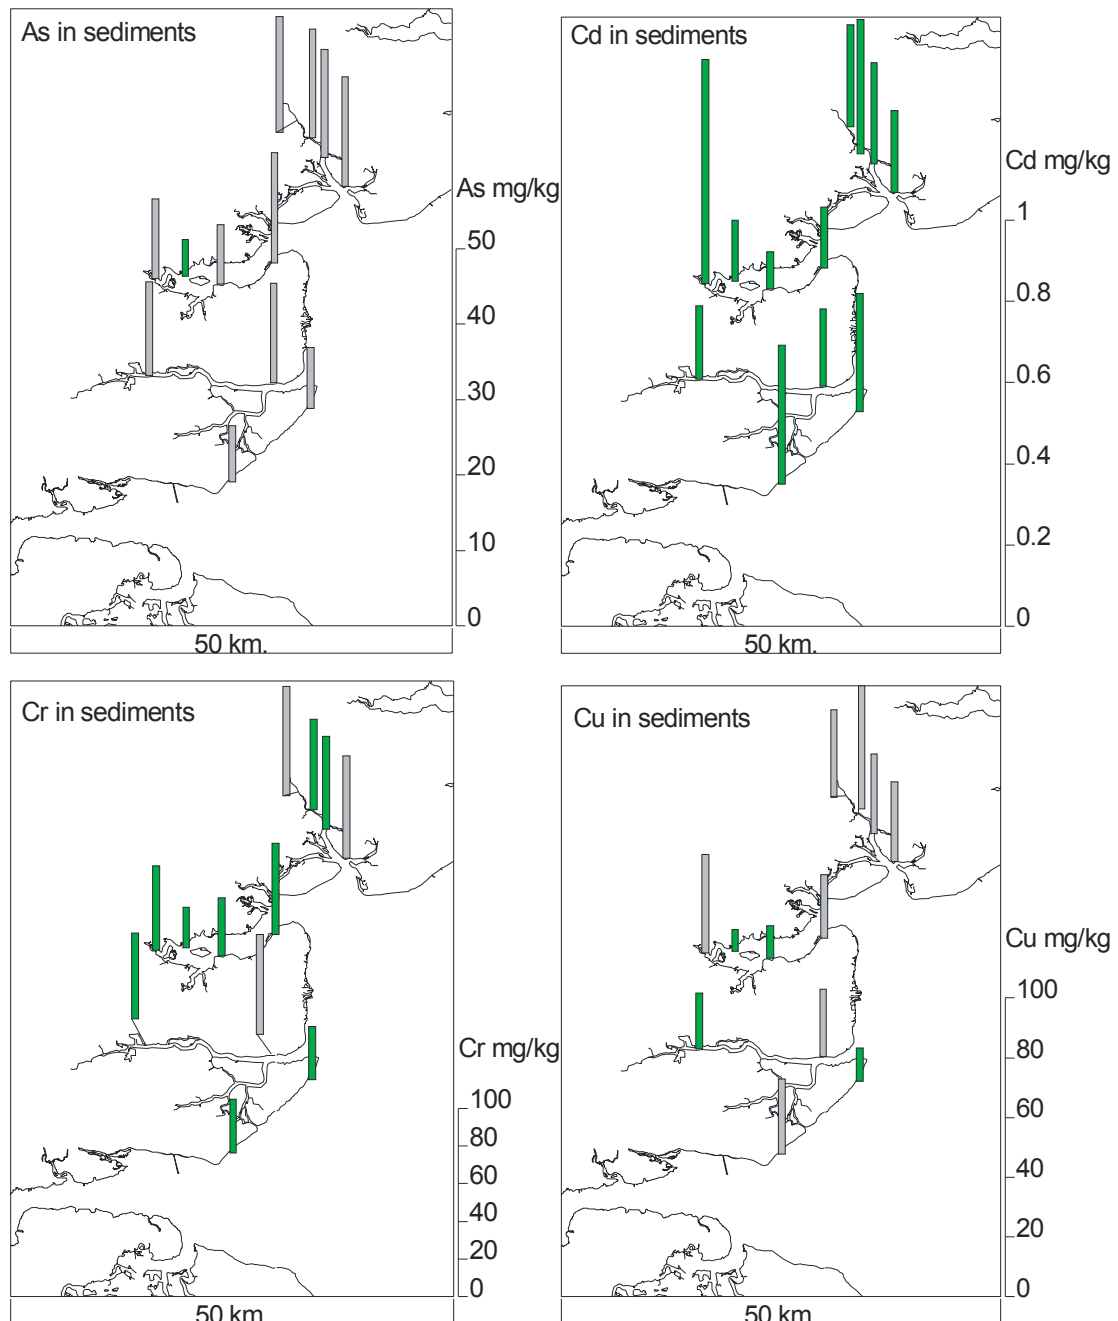 As in sediments
As mg/kg
50
40
30
20
10
0
50 km.
Cd in sediments
Cd mg/kg
1
0.8
0.6
0.4
0.2
0
50 km.
Cr in sediments
Cr mg/kg
100
80
60
40
20
0
50 km
Cu in sediments
Cu mg/kg
100
80
60
40
20
0
50 km